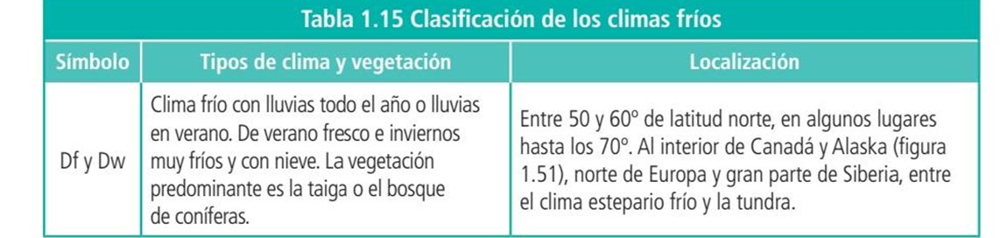 Tabla 1.15 Clasificación de los climas fríos
Símbolo
Tipos de clima y vegetación
Localización
Df y Dw
Clima frío con lluvias todo el año o lluvias
en verano. De verano fresco e inviernos
muy fríos y con nieve. La vegetación
predominante es la taiga o el bosque
de coníferas.
Entre 50 y 60º de latitud norte, en algunos lugares
hasta los 70º. Al interior de Canadá y Alaska (figura
1.51), norte de Europa y gran parte de Siberia, entre
el clima estepario frío y la tundra.